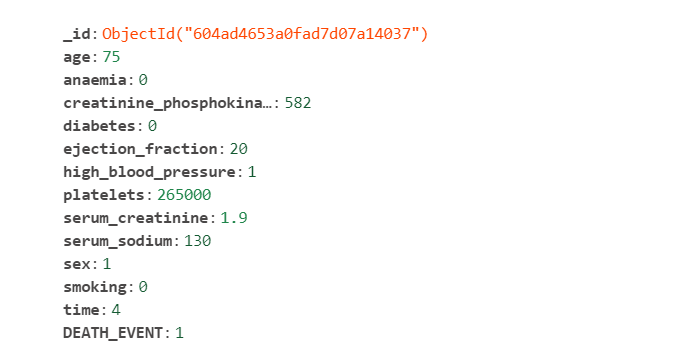 _id: ObjectId("604ad4653a0fad7d07a14037")
age: 75
anaemia: 0
creatinine_phosphokina…: 582
diabetes: 0
ejection_fraction: 20
high_blood_pressure: 1
platelets: 265000
serum_creatinine: 1.9
serum_sodium: 130
sex: 1
smoking: 0
time: 4
DEATH_EVENT: 1